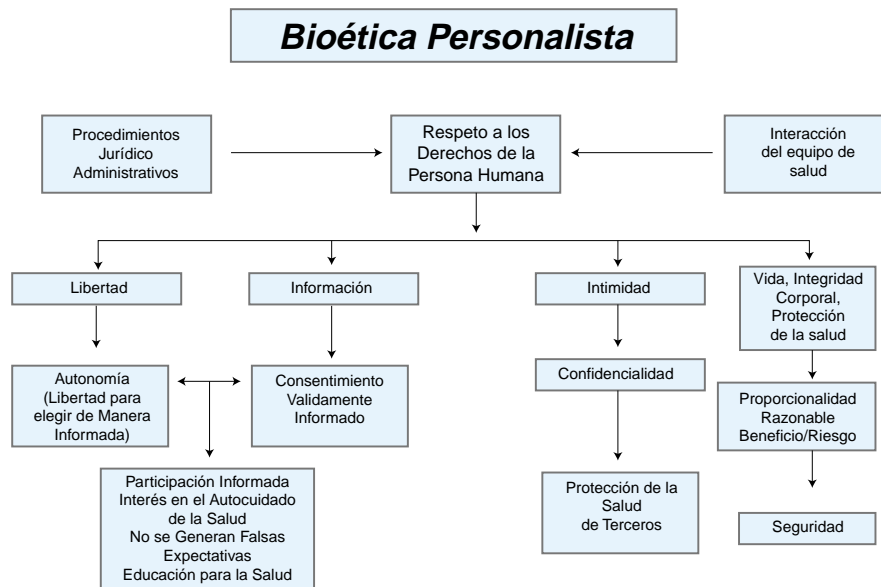 Bioética Personalista
Procedimientos
Jurídico
Administrativos
Respeto a los
Derechos de la
Persona Humana
Interacción
del equipo de
salud
Libertad
Información
Intimidad
Vida, Integridad
Corporal,
Protección
de la salud
Autonomía
(Libertad para
elegir de Manera
Informada)
Consentimiento
Validamente
Informado
Confidencialidad
Proporcionalidad
Razonable
Beneficio/Riesgo
Participación Informada
Interés en el Autocuidado
de la Salud
No se Generan Falsas
Expectativas
Educación para la Salud
Protección de la
Salud
de Terceros
Seguridad